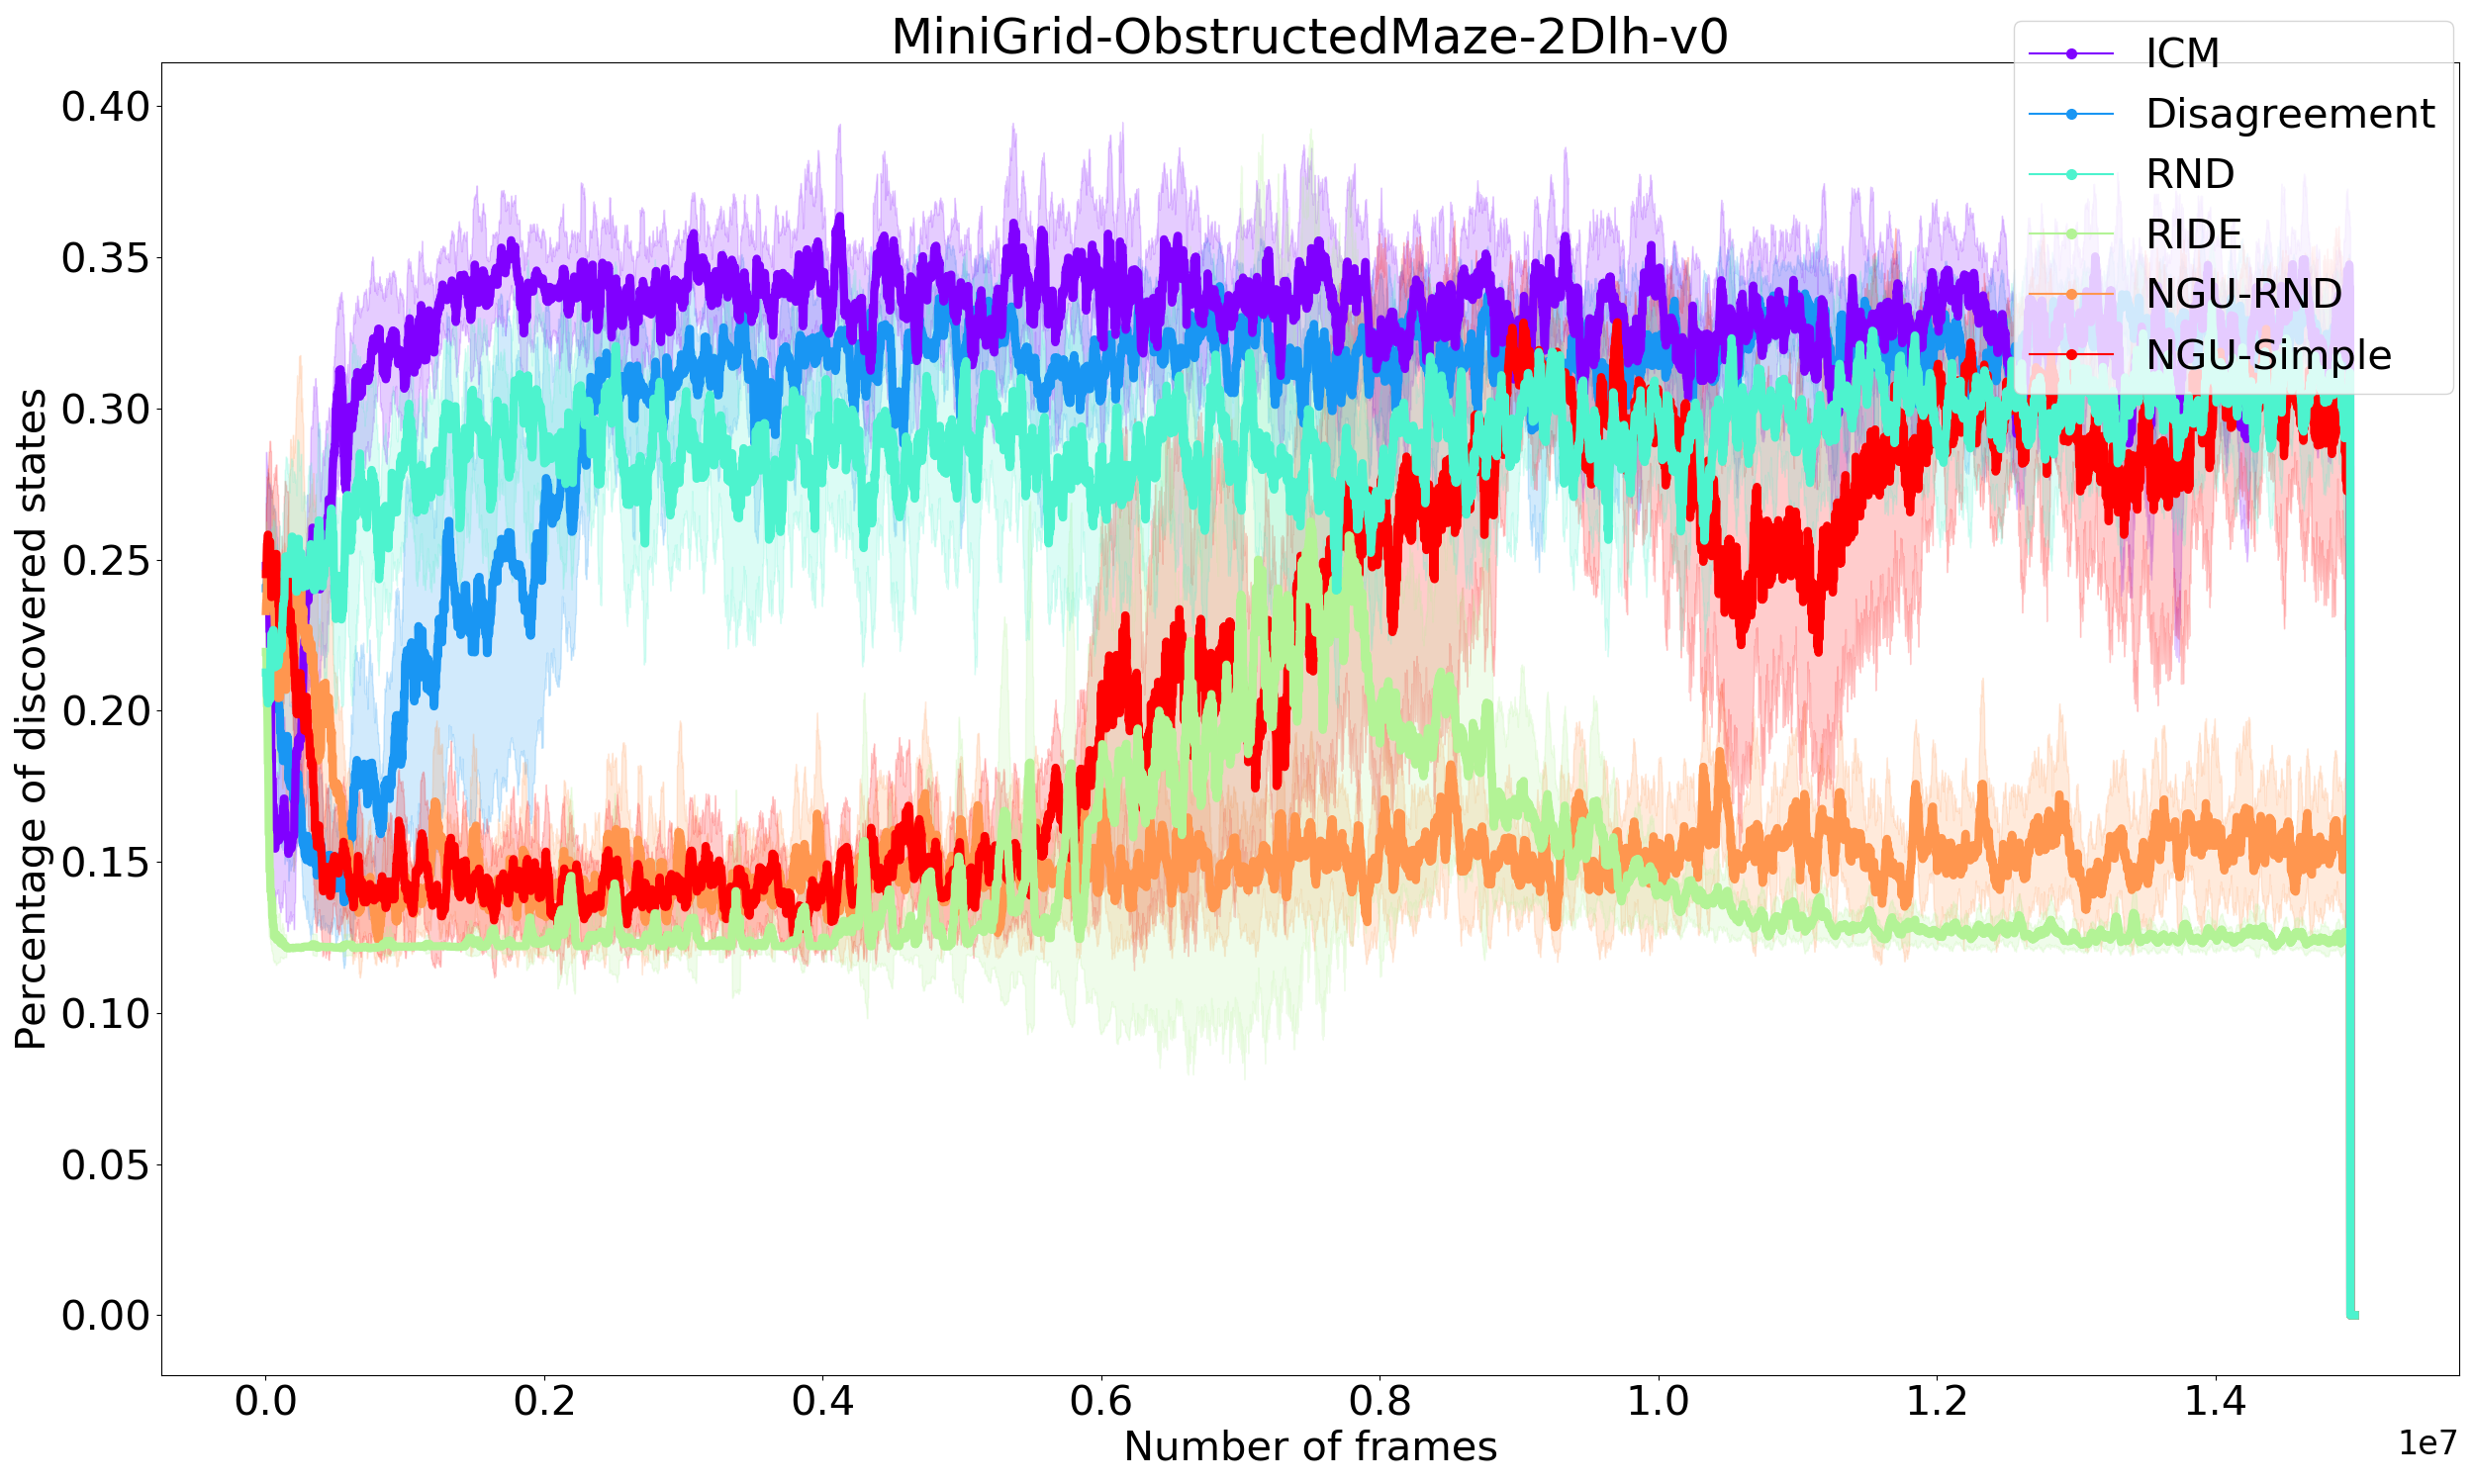 MiniGrid-ObstructedMaze-2Dlh-v0
ICM
Disagreement
RND
RIDE
NGU-RND
NGU-Simple
Percentage of discovered states
0.40
0.35
0.30
0.25
0.20
0.15
0.10
0.05
0.00
0.0 0.2 0.4 0.6 0.8 1.0 1.2 1.4
1e7
Number of frames